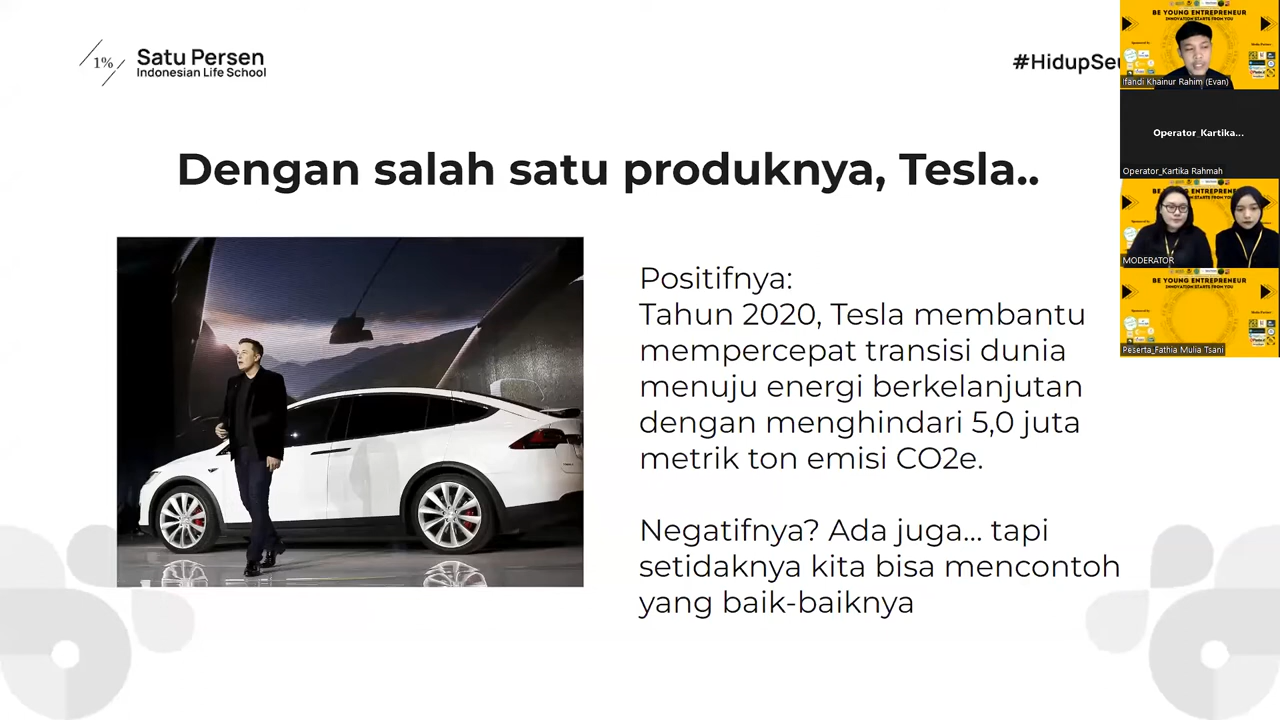 1%
Satu Persen
Indonesian Life School
#HidupSeu
Dengan salah satu produknya, Tesla..
Positifnya:
Tahun 2020, Tesla membantu
mempercepat transisi dunia
menuju energi berkelanjutan
dengan menghindari 5,0 juta
metrik ton emisi CO2e.
Negatifnya? Ada juga... tapi
setidaknya kita bisa mencontoh
yang baik-baiknya
BE YOUNG ENTREPRENEUR
INNOVATION STARTS FROM YOU
Ifandi Khainur Rahim (Evan)
Operator_Kartika...
Operator_Kartika Rahmah
MODERATOR
BE YOUNG ENTREPRENEUR
INNOVATION STARTS FROM YOU
Peserta_Fathia Mulia Tsani